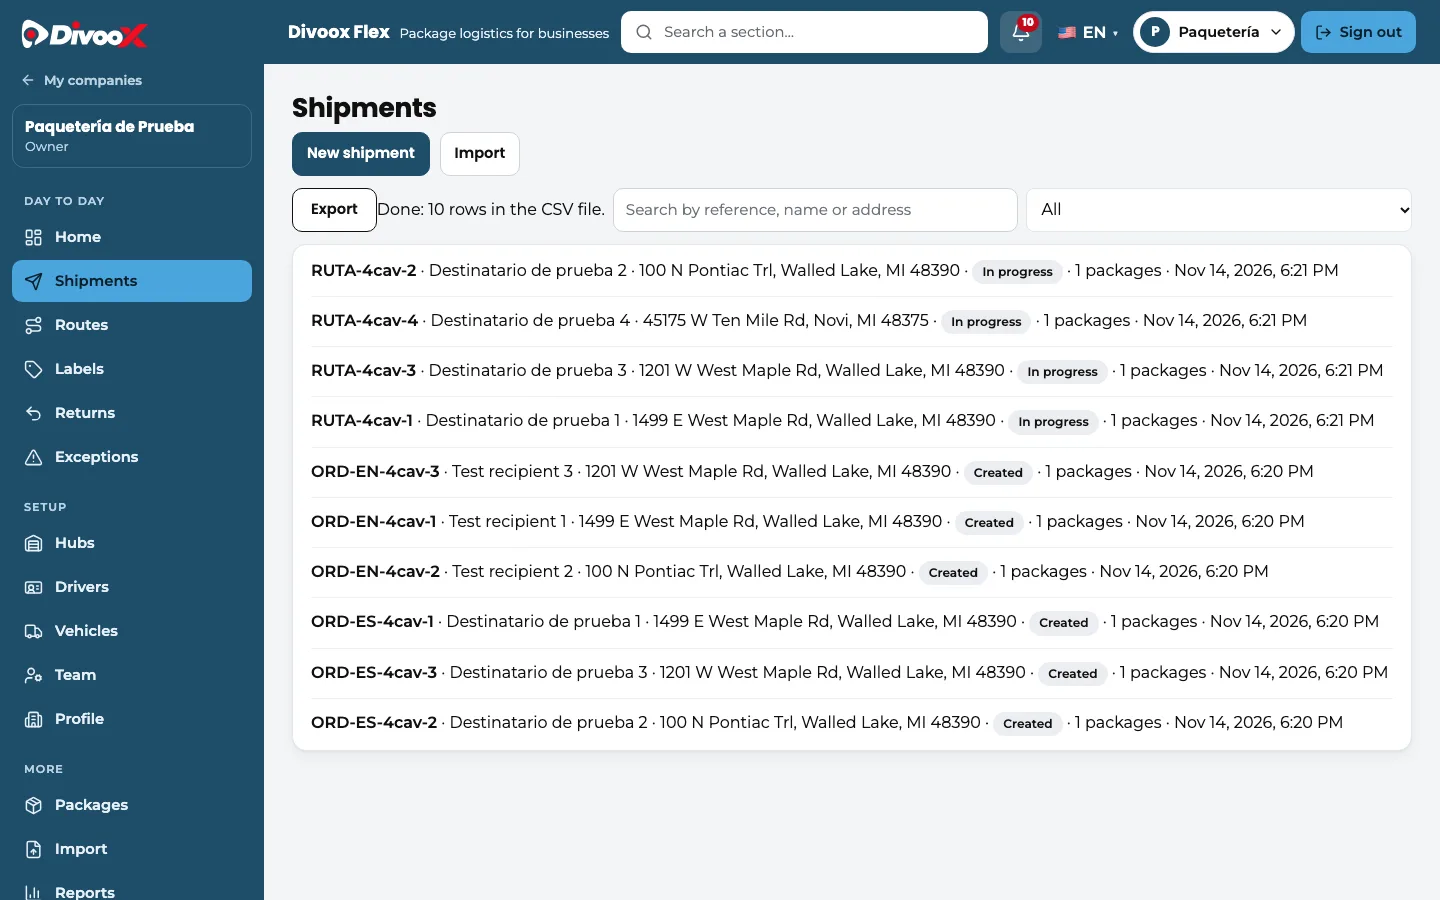 DivooX
Divoox Flex Package logistics for businesses
Search a section...
10
EN
P Paquetería
Sign out
My companies
Paquetería de Prueba
Owner
DAY TO DAY
Home
Shipments
Routes
Labels
Returns
Exceptions
SETUP
Hubs
Drivers
Vehicles
Team
Profile
MORE
Packages
Import
Reports
Shipments
New shipment Import
Export Done: 10 rows in the CSV file. Search by reference, name or address All
RUTA-4cav-2 · Destinatario de prueba 2 · 100 N Pontiac Trl, Walled Lake, MI 48390 · In progress · 1 packages · Nov 14, 2026, 6:21 PM
RUTA-4cav-4 · Destinatario de prueba 4 · 45175 W Ten Mile Rd, Novi, MI 48375 · In progress · 1 packages · Nov 14, 2026, 6:21 PM
RUTA-4cav-3 · Destinatario de prueba 3 · 1201 W West Maple Rd, Walled Lake, MI 48390 · In progress · 1 packages · Nov 14, 2026, 6:21 PM
RUTA-4cav-1 · Destinatario de prueba 1 · 1499 E West Maple Rd, Walled Lake, MI 48390 · In progress · 1 packages · Nov 14, 2026, 6:21 PM
ORD-EN-4cav-3 · Test recipient 3 · 1201 W West Maple Rd, Walled Lake, MI 48390 · Created · 1 packages · Nov 14, 2026, 6:20 PM
ORD-EN-4cav-1 · Test recipient 1 · 1499 E West Maple Rd, Walled Lake, MI 48390 · Created · 1 packages · Nov 14, 2026, 6:20 PM
ORD-EN-4cav-2 · Test recipient 2 · 100 N Pontiac Trl, Walled Lake, MI 48390 · Created · 1 packages · Nov 14, 2026, 6:20 PM
ORD-ES-4cav-1 · Destinatario de prueba 1 · 1499 E West Maple Rd, Walled Lake, MI 48390 · Created · 1 packages · Nov 14, 2026, 6:20 PM
ORD-ES-4cav-3 · Destinatario de prueba 3 · 1201 W West Maple Rd, Walled Lake, MI 48390 · Created · 1 packages · Nov 14, 2026, 6:20 PM
ORD-ES-4cav-2 · Destinatario de prueba 2 · 100 N Pontiac Trl, Walled Lake, MI 48390 · Created · 1 packages · Nov 14, 2026, 6:20 PM